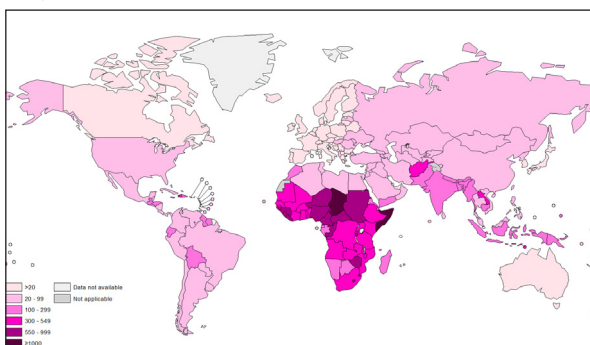 >20
Data not available
20 - 99
Not applicable
100 - 299
300 - 549
550 - 999
≥1000